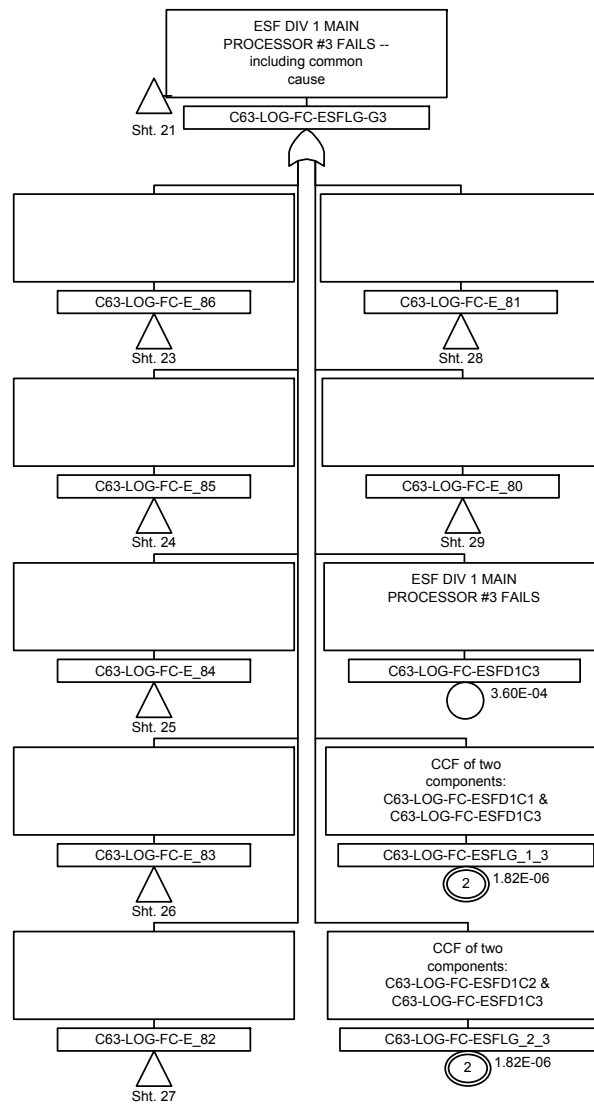 ESF DIV 1 MAIN
PROCESSOR #3 FAILS --
including common
cause
Sht. 21
C63-LOG-FC-ESFLG-G3
C63-LOG-FC-E_86
Sht. 23
C63-LOG-FC-E_81
Sht. 28
C63-LOG-FC-E_85
Sht. 24
C63-LOG-FC-E_80
Sht. 29
C63-LOG-FC-E_84
Sht. 25
ESF DIV 1 MAIN
PROCESSOR #3 FAILS
C63-LOG-FC-ESFD1C3
3.60E-04
C63-LOG-FC-E_83
Sht. 26
CCF of two
components:
C63-LOG-FC-ESFD1C1 &
C63-LOG-FC-ESFD1C3
C63-LOG-FC-ESFLG_1_3
2
1.82E-06
C63-LOG-FC-E_82
Sht. 27
CCF of two
components:
C63-LOG-FC-ESFD1C2 &
C63-LOG-FC-ESFD1C3
C63-LOG-FC-ESFLG_2_3
2
1.82E-06